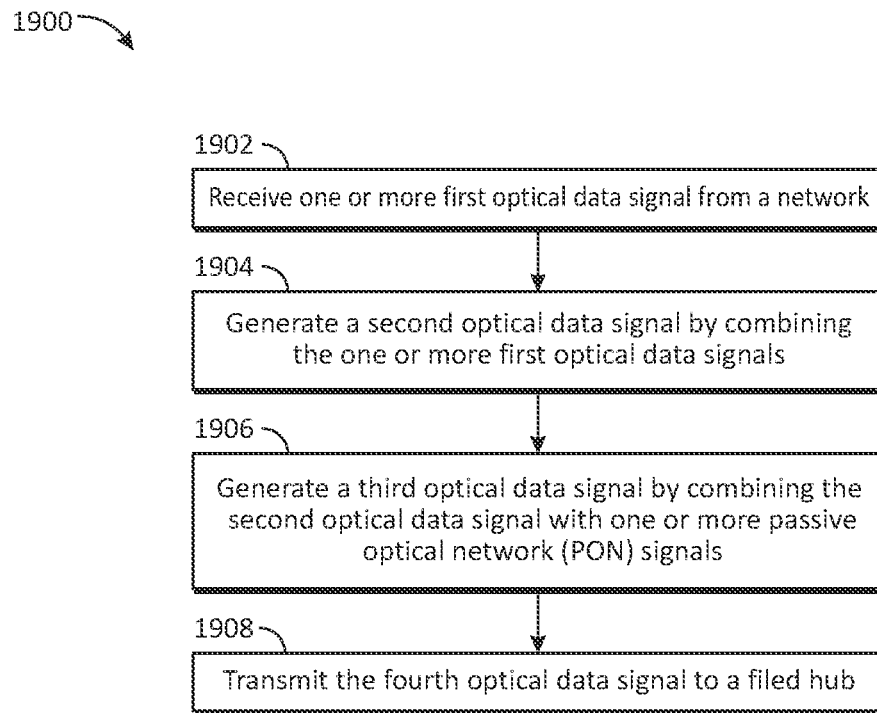 1900
1902
Receive one or more first optical data signal from a network
1904
Generate a second optical data signal by combining
the one or more first optical data signals
1906
Generate a third optical data signal by combining the
second optical data signal with one or more passive
optical network (PON) signals
1908
Transmit the fourth optical data signal to a filed hub